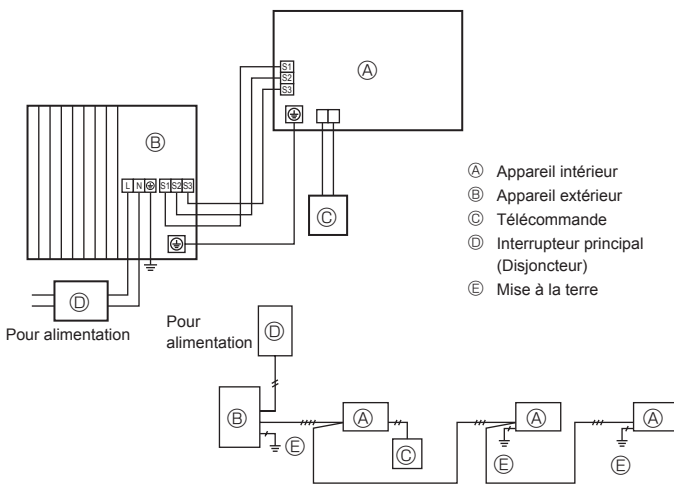 S1
S2
S3
Ⓐ
Ⓑ
L N S1 S2 S3
Ⓒ
Ⓓ
Pour alimentation
Ⓐ Appareil intérieur
Ⓑ Appareil extérieur
Ⓒ Télécommande
Ⓓ Interrupteur principal
(Disjoncteur)
Ⓔ Mise à la terre
Pour
alimentation
Ⓓ
Ⓑ
Ⓔ
Ⓐ
Ⓒ
Ⓐ
Ⓔ
Ⓐ
Ⓔ